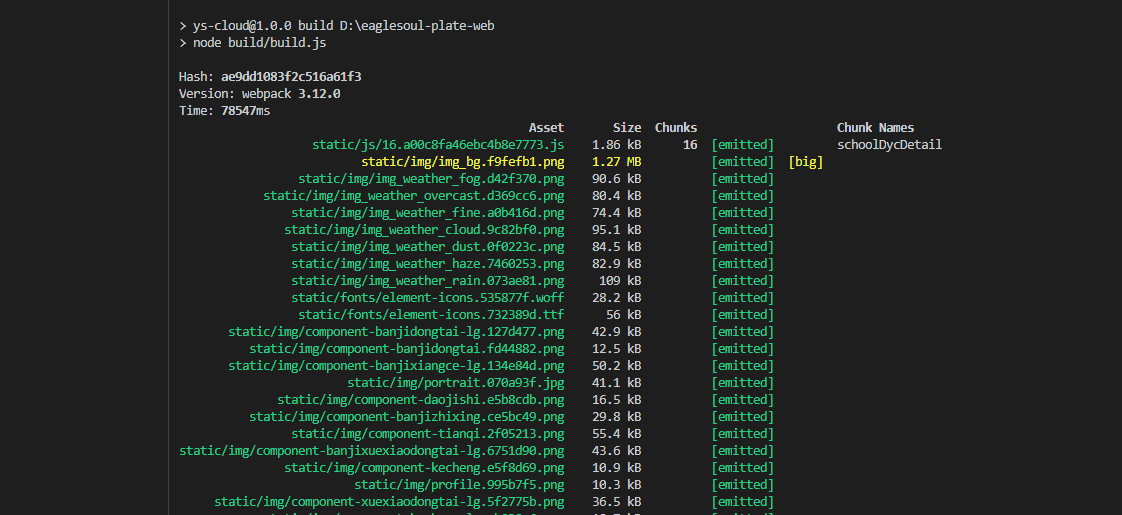 > ys-cloud@1.0.0 build D:\eaglesoul-plate-web
> node build/build.js
Hash: ae9dd1083f2c516a61f3
Version: webpack 3.12.0
Time: 78547ms
Asset Size Chunks Chunk Names
static/js/16.a00c8fa46ebc4b8e7773.js 1.86 kB 16 [emitted] schoolDycDetail
static/img/img_bg.f9fefb1.png 1.27 MB [emitted] [big]
static/img/img_weather_fog.d42f370.png 90.6 kB [emitted]
static/img/img_weather_overcast.d369cc6.png 80.4 kB [emitted]
static/img/img_weather_fine.a0b416d.png 74.4 kB [emitted]
static/img/img_weather_cloud.9c82bf0.png 95.1 kB [emitted]
static/img/img_weather_dust.0f0223c.png 84.5 kB [emitted]
static/img/img_weather_haze.7460253.png 82.9 kB [emitted]
static/img/img_weather_rain.073ae81.png 109 kB [emitted]
static/fonts/element-icons.535877f.woff 28.2 kB [emitted]
static/fonts/element-icons.732389d.ttf 56 kB [emitted]
static/img/component-banjidongtai-lg.127d477.png 42.9 kB [emitted]
static/img/component-banjidongtai.fd44882.png 12.5 kB [emitted]
static/img/component-banjixiangce-lg.134e84d.png 50.2 kB [emitted]
static/img/portrait.070a93f.jpg 41.1 kB [emitted]
static/img/component-daojishi.e5b8cdb.png 16.5 kB [emitted]
static/img/component-banjizhixing.ce5bc49.png 29.8 kB [emitted]
static/img/component-tianqi.2f05213.png 55.4 kB [emitted]
static/img/component-banjixuexiaodongtai-lg.6751d90.png 43.6 kB [emitted]
static/img/component-kecheng.e5f8d69.png 10.9 kB [emitted]
static/img/profile.995b7f5.png 10.3 kB [emitted]
static/img/component-xuexiaodongtai-lg.5f2775b.png 36.5 kB [emitted]